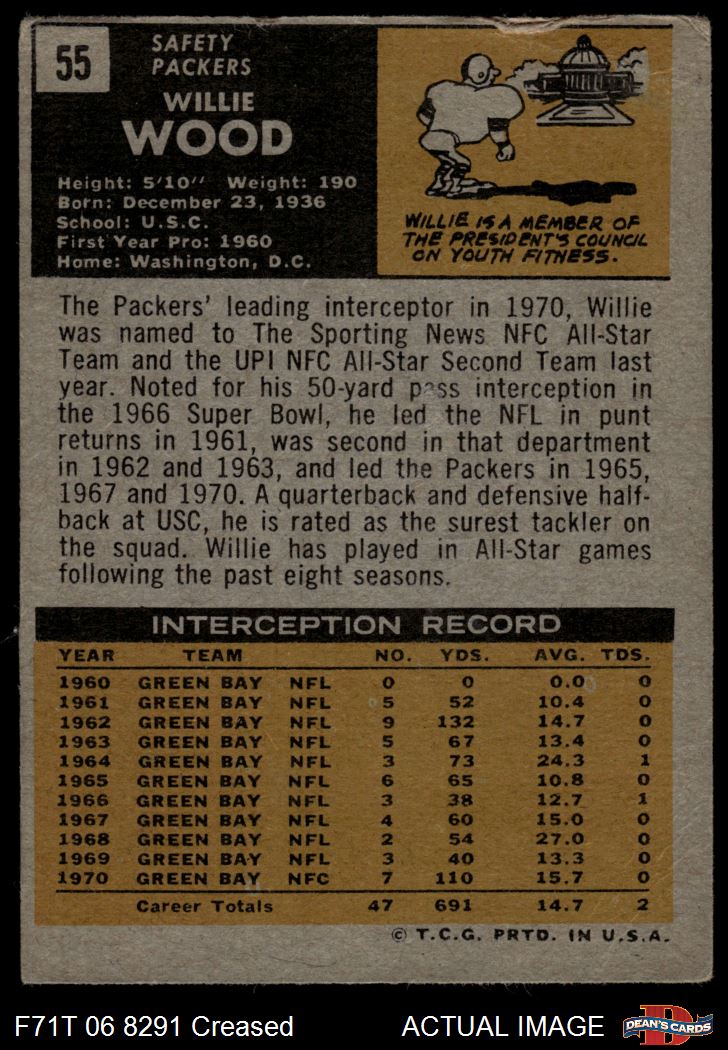 55
SAFETY
PACKERS
WILLIE
WOOD
Height: 5'10" Weight: 190
Born: December 23, 1936
School: U.S.C.
First Year Pro: 1960
Home: Washington, D.C.
WILLIE IS A MEMBER OF
THE PRESIDENT'S COUNCIL
ON YOUTH FITNESS.
The Packers' leading interceptor in 1970, Willie
was named to The Sporting News NFC All-Star
Team and the UPI NFC All-Star Second Team last
year. Noted for his 50-yard pass interception in
the 1966 Super Bowl, he led the NFL in punt
returns in 1961, was second in that department
in 1962 and 1963, and led the Packers in 1965,
1967 and 1970. A quarterback and defensive half-
back at USC, he is rated as the surest tackler on
the squad. Willie has played in All-Star games
following the past eight seasons.
INTERCEPTION RECORD
YEAR TEAM NO. YDS. AVG. TDS.
1960 GREEN BAY NFL 0 0 0.0 0
1961 GREEN BAY NFL 5 52 10.4 0
1962 GREEN BAY NFL 9 132 14.7 0
1963 GREEN BAY NFL 5 67 13.4 0
1964 GREEN BAY NFL 3 73 24.3 1
1965 GREEN BAY NFL 6 65 10.8 0
1966 GREEN BAY NFL 3 38 12.7 1
1967 GREEN BAY NFL 4 60 15.0 0
1968 GREEN BAY NFL 2 54 27.0 0
1969 GREEN BAY NFL 3 40 13.3 0
1970 GREEN BAY NFC 7 110 15.7 0
Career Totals 47 691 14.7 2
© T.C.G. PRTD. IN U.S.A.
F71T 06 8291 Creased ACTUAL IMAGE
D
DEAN'S CARDS